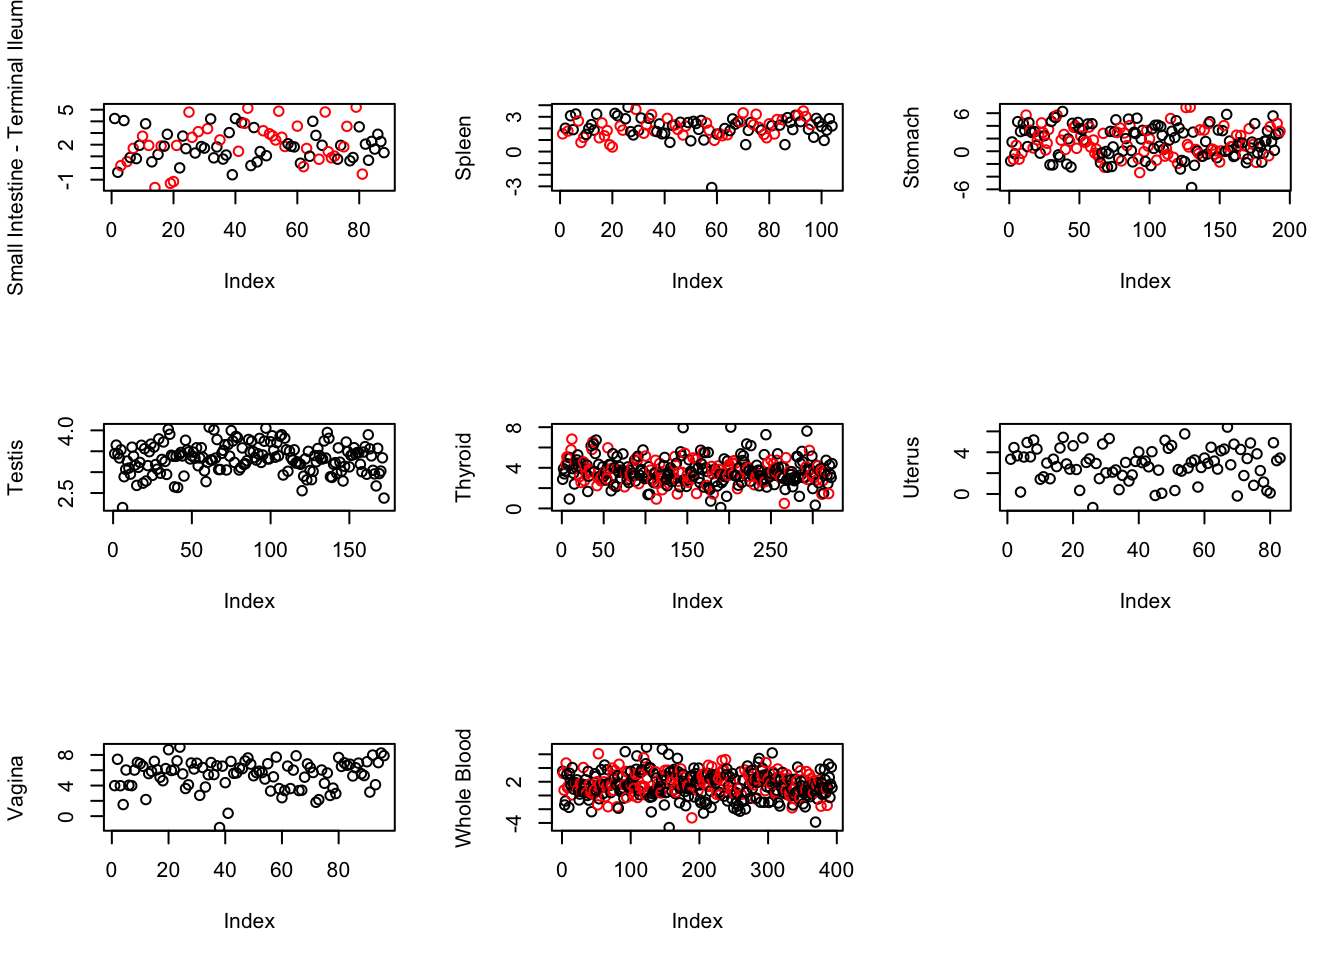 Small Intestine - Terminal Ileum
5
2
-1
0 20 40 60 80
Index
Spleen
3
0
-3
0 20 40 60 80 100
Index
Stomach
6
0
-6
0 50 100 150 200
Index
Testis
4.0
2.5
0 50 100 150
Index
Thyroid
8
4
0
0 50 150 250
Index
Uterus
4
0
0 20 40 60 80
Index
Vagina
8
4
0
0 20 40 60 80
Index
Whole Blood
2
-4
0 100 200 300 400
Index